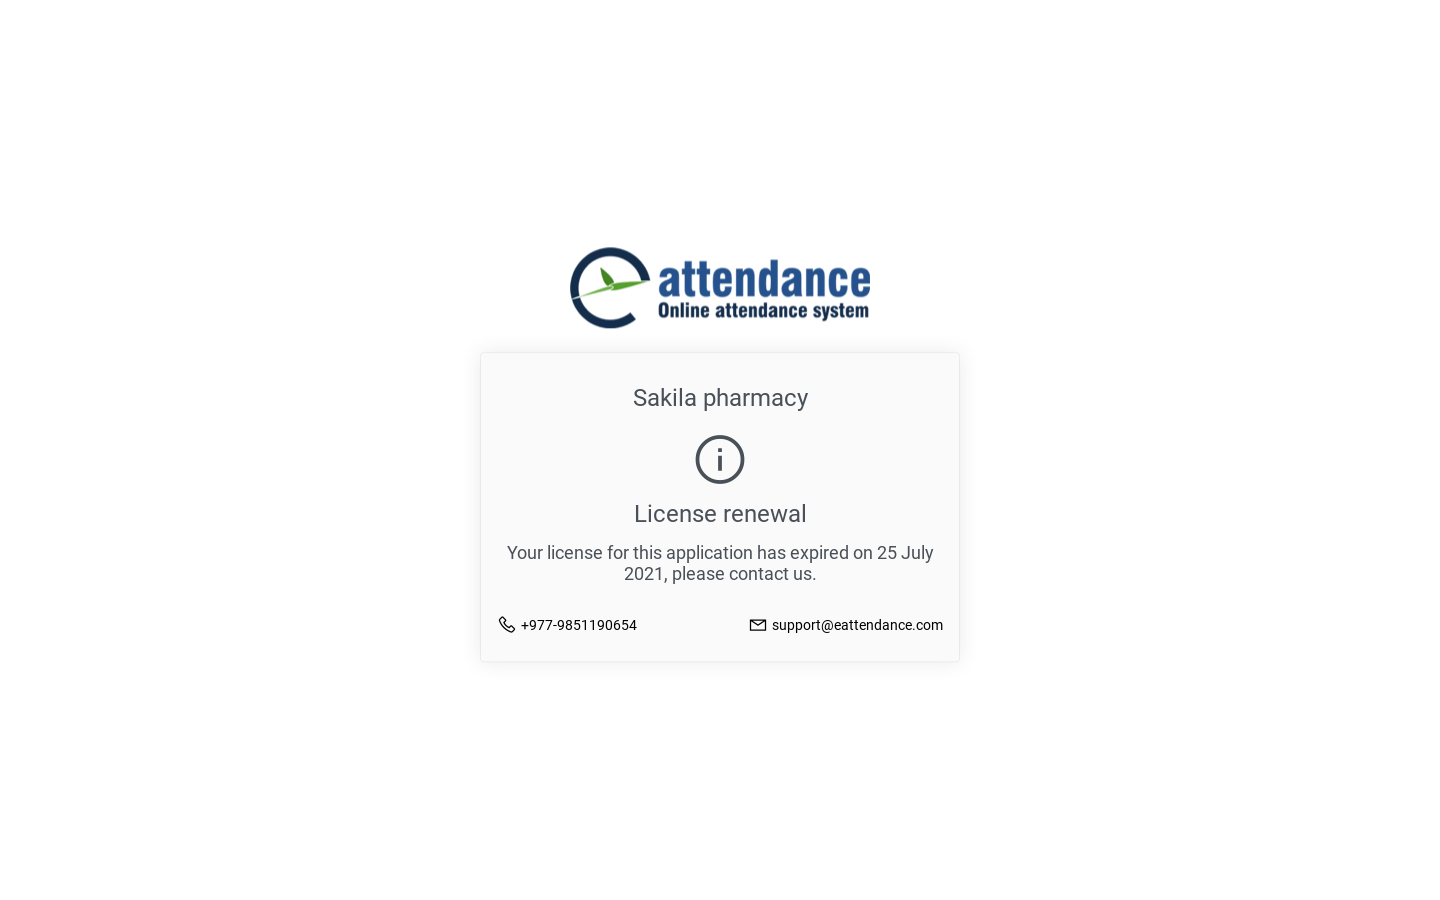 attendance
Online attendance system
Sakila pharmacy
License renewal
Your license for this application has expired on 25 July
2021, please contact us.
+977-9851190654
support@eattendance.com